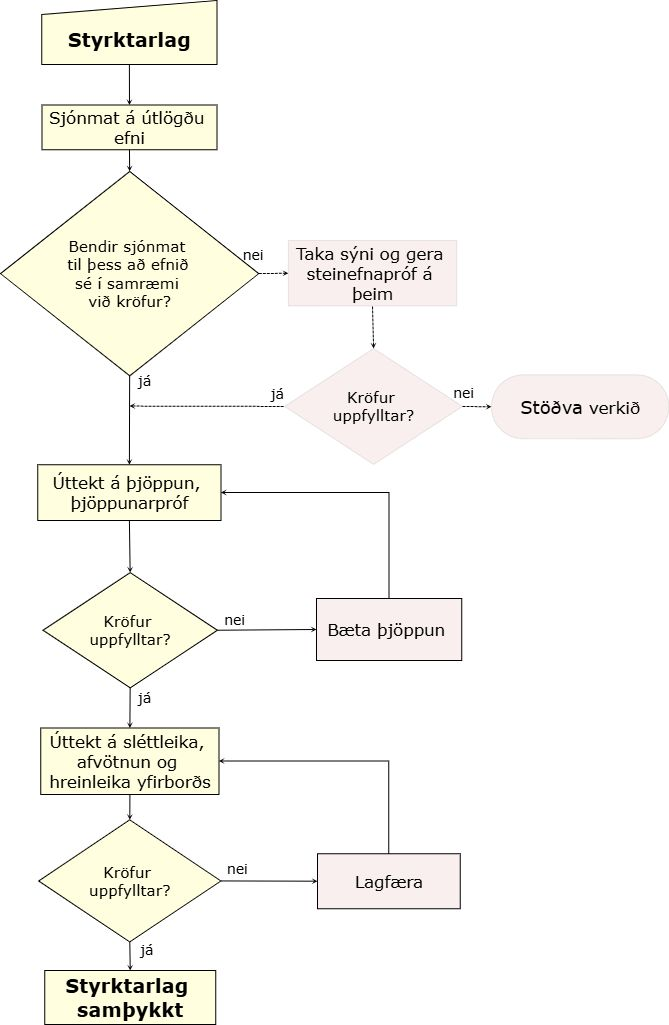 Styrktarlag
Sjónmat á útlögðu
efni
Bendir sjónmat
til þess að efnið
sé í samræmi
við kröfur?
nei
Taka sýni og gera
steinefnapróf á
þeim
já
já
Kröfur
uppfylltar?
nei
Stöðva verkið
Úttekt á þjöppun,
þjöppunarpróf
Kröfur
uppfylltar?
nei
Bæta þjöppun
já
Úttekt á sléttleika,
afvötnun og
hreinleika yfirborðs
Kröfur
uppfylltar?
nei
Lagfæra
já
Styrktarlag
samþykkt